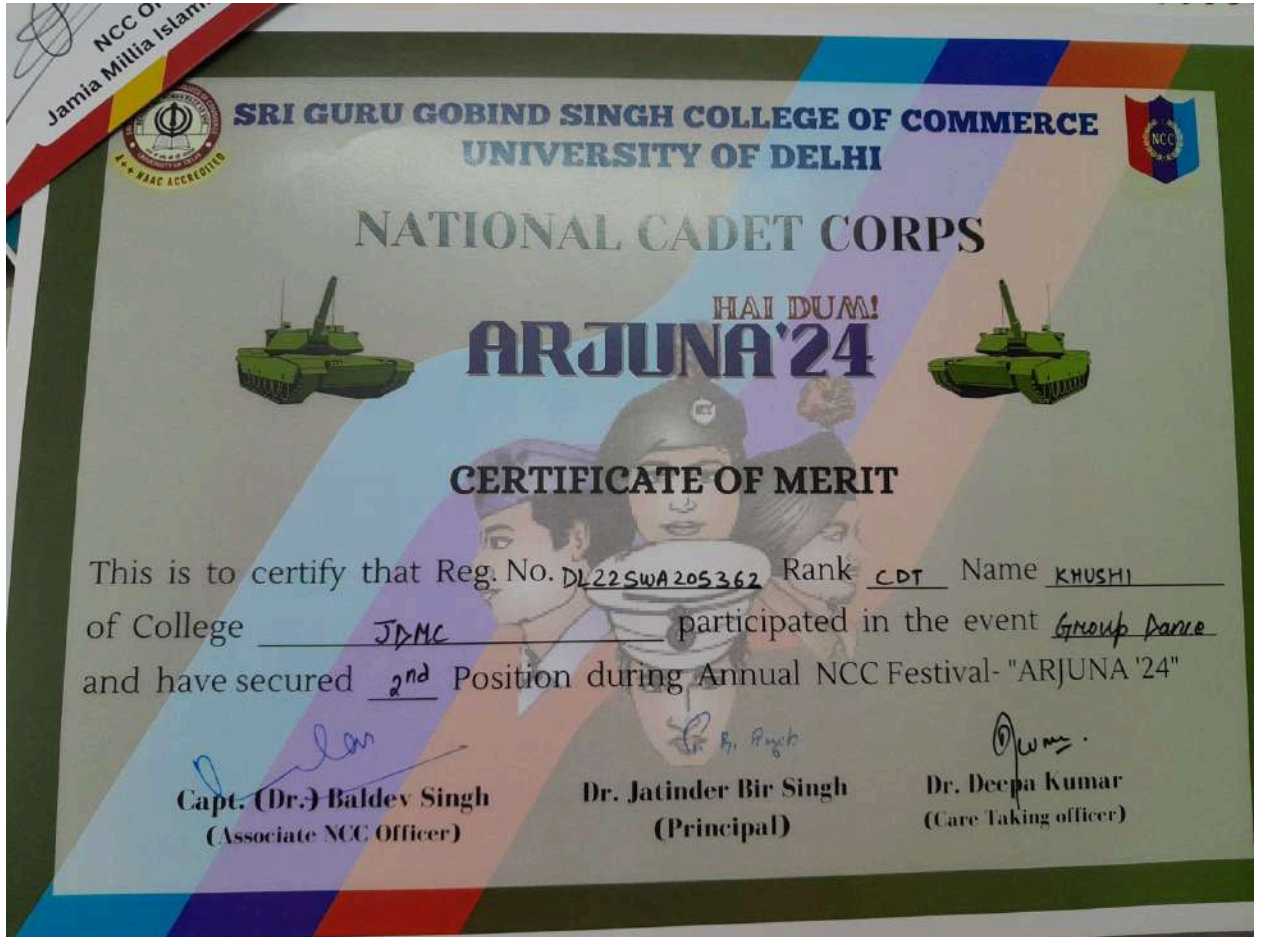 NCC
Jamia Millia
SRI GURU GOBIND SINGH COLLEGE OF COMMERCE
UNIVERSITY OF DELHI
A++ NAAC ACCREDITED
NCC
NATIONAL CADET CORPS
HAI DUM!
ARJUNA'24
CERTIFICATE OF MERIT
This is to certify that Reg. No. DL22SWA205362 Rank CDT Name KHUSHI
of College JDMC participated in the event Group Dance
and have secured 2nd Position during Annual NCC Festival- "ARJUNA '24"
Capt. (Dr.) Baldev Singh Dr. Jatinder Bir Singh Dr. Deepa Kumar
(Associate NCC Officer) (Principal) (Care Taking officer)